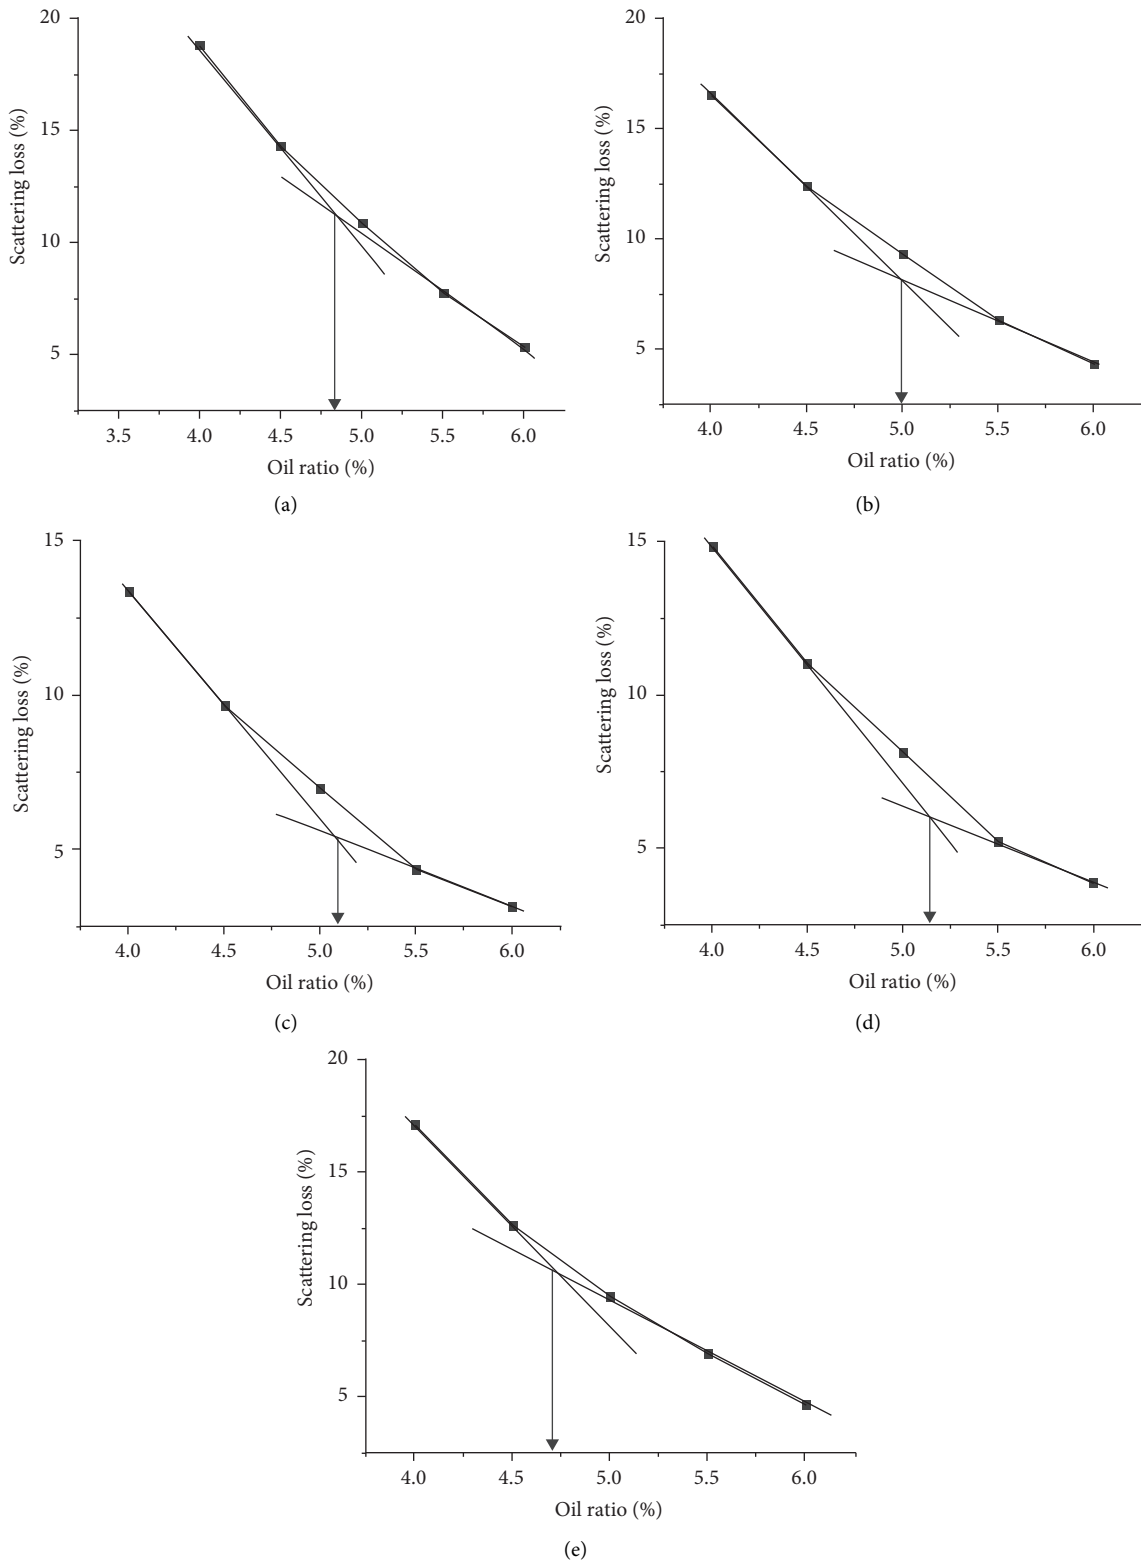 20
15
10
5
Scattering loss (%)
3.5 4.0 4.5 5.0 5.5 6.0
Oil ratio (%)
(a)
20
15
10
5
Scattering loss (%)
4.0 4.5 5.0 5.5 6.0
Oil ratio (%)
(b)
15
10
5
Scattering loss (%)
4.0 4.5 5.0 5.5 6.0
Oil ratio (%)
(c)
15
10
5
Scattering loss (%)
4.0 4.5 5.0 5.5 6.0
Oil ratio (%)
(d)
20
15
10
5
Scattering loss (%)
4.0 4.5 5.0 5.5 6.0
Oil ratio (%)
(e)